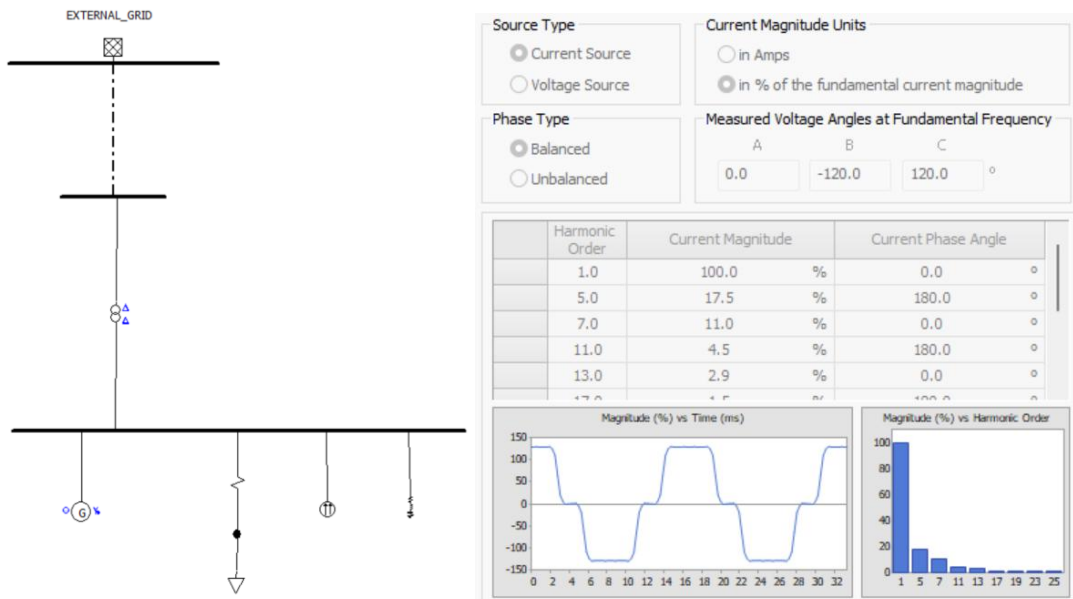 EXTERNAL_GRID
G
Source Type
Current Source
Voltage Source
Current Magnitude Units
in Amps
in % of the fundamental current magnitude
Phase Type
Balanced
Unbalanced
Measured Voltage Angles at Fundamental Frequency
A B C
0.0 -120.0 120.0 °
Harmonic Order Current Magnitude Current Phase Angle
1.0 100.0 % 0.0 °
5.0 17.5 % 180.0 °
7.0 11.0 % 0.0 °
11.0 4.5 % 180.0 °
13.0 2.9 % 0.0 °
Magnitude (%) vs Time (ms)
150
100
50
0
-50
-100
-150
0 2 4 6 8 10 12 14 16 18 20 22 24 26 28 30 32
Magnitude (%) vs Harmonic Order
100
80
60
40
20
0
1 5 7 11 13 17 19 23 25